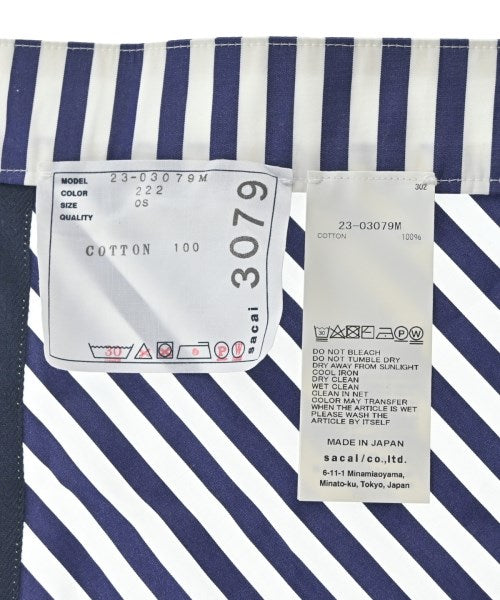 MODEL 23-03079M
COLOR 222
SIZE OS
QUALITY
COTTON 100
30 P W
sacai 3079
302
23-03079M
COTTON 100%
P W
DO NOT BLEACH
DO NOT TUMBLE DRY
DRY AWAY FROM SUNLIGHT
COOL IRON
DRY CLEAN
WET CLEAN
CLEAN IN NET
COLOR MAY TRANSFER
WHEN THE ARTICLE IS WET
PLEASE WASH THE
ARTICLE BY ITSELF
MADE IN JAPAN
sacai/co.,ltd.
6-11-1 Minamiaoyama,
Minato-ku, Tokyo, Japan